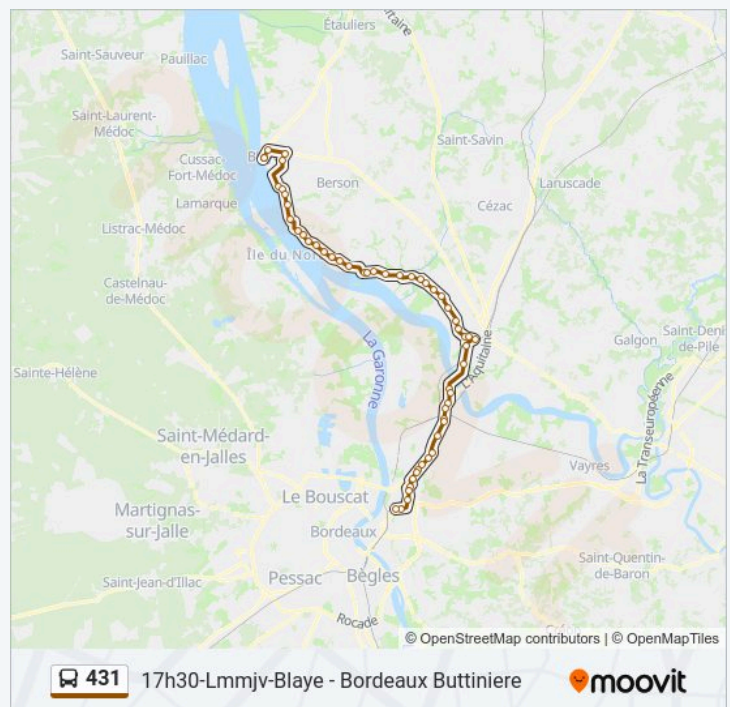 Étauliers
Saint-Sauveur
Pauillac
Saint-Laurent-
Médoc
Saint-Savin
Cussac-
Fort-Médoc
Berson
Laruscade
Lamarque
Cézac
Listrac-Médoc
Île du Nor
Castelnau-
de-Médoc
La Garonne
L'Aquitaine
Galgon
Saint-Deni
de-Pile
Sainte-Hélène
La Transeuropéenne
Saint-Médard-
en-Jalles
Vayres
Le Bouscat
Martignas-
sur-Jalle
Bordeaux
Saint-Quentin-
de-Baron
Saint-Jean-d'Illac
Pessac
Bègles
Rocade
© OpenStreetMap contributors | © OpenMapTiles
431 17h30-Lmmjv-Blaye - Bordeaux Buttiniere moovit